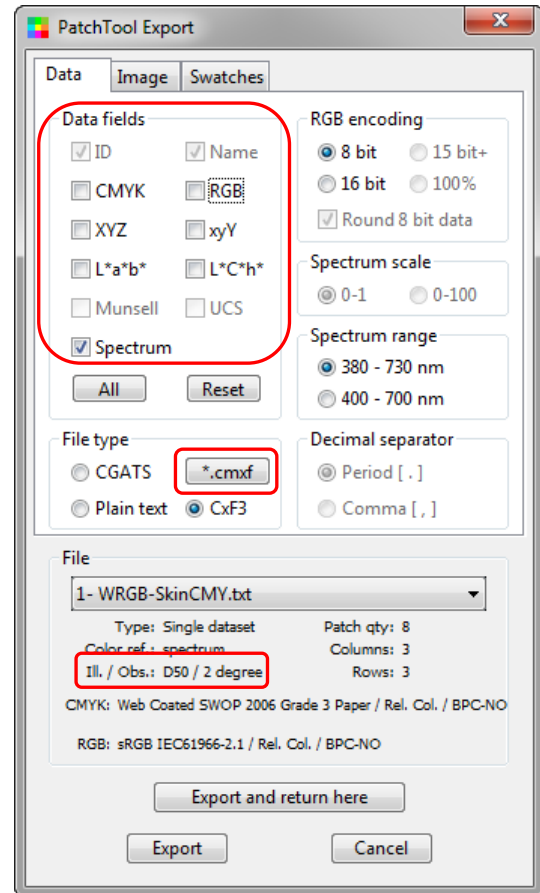 PatchTool Export
Data Image Swatches
Data fields
ID Name
CMYK RGB
XYZ xyY
L*a*b* L*C*h*
Munsell UCS
Spectrum
All Reset
RGB encoding
8 bit 15 bit+
16 bit 100%
Round 8 bit data
Spectrum scale
0-1 0-100
Spectrum range
380 - 730 nm
400 - 700 nm
File type
CGATS *.cmxf
Plain text CxF3
Decimal separator
Period [ . ]
Comma [ , ]
File
1- WRGB-SkinCMY.txt
Type: Single dataset Patch qty: 8
Color ref.: spectrum Columns: 3
Ill. / Obs.: D50 / 2 degree Rows: 3
CMYK: Web Coated SWOP 2006 Grade 3 Paper / Rel. Col. / BPC-NO
RGB: sRGB IEC61966-2.1 / Rel. Col. / BPC-NO
Export and return here
Export Cancel